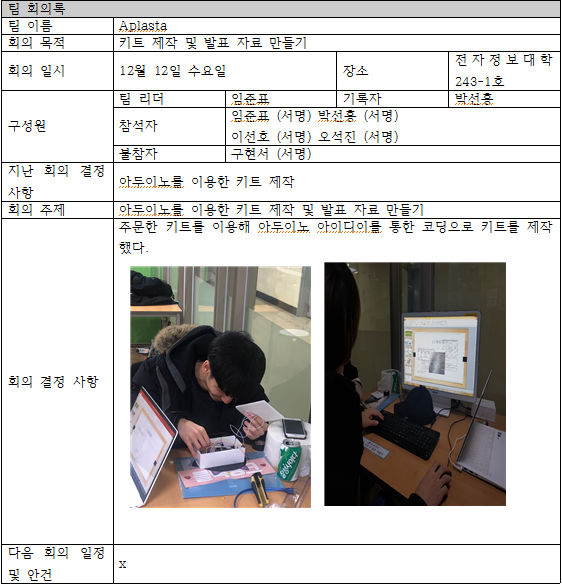 팀 회의록
팀 이름 Aplasta
회의 목적 키트 제작 및 발표 자료 만들기
회의 일시 12월 12일 수요일 장소 전자정보대학 243-1호
구성원 팀 리더 임준표 기록자 박선홍
참석자 임준표 (서명) 박선홍 (서명)
이선호 (서명) 오석진 (서명)
불참자 구현서 (서명)
지난 회의 결정
사항
아두이노를 이용한 키트 제작
회의 주제 아두이노를 이용한 키트 제작 및 발표 자료 만들기
회의 결정 사항
주문한 키트를 이용해 아두이노 아이디이를 통한 코딩으로 키트를 제작
했다.
다음 회의 일정
및 안건
x